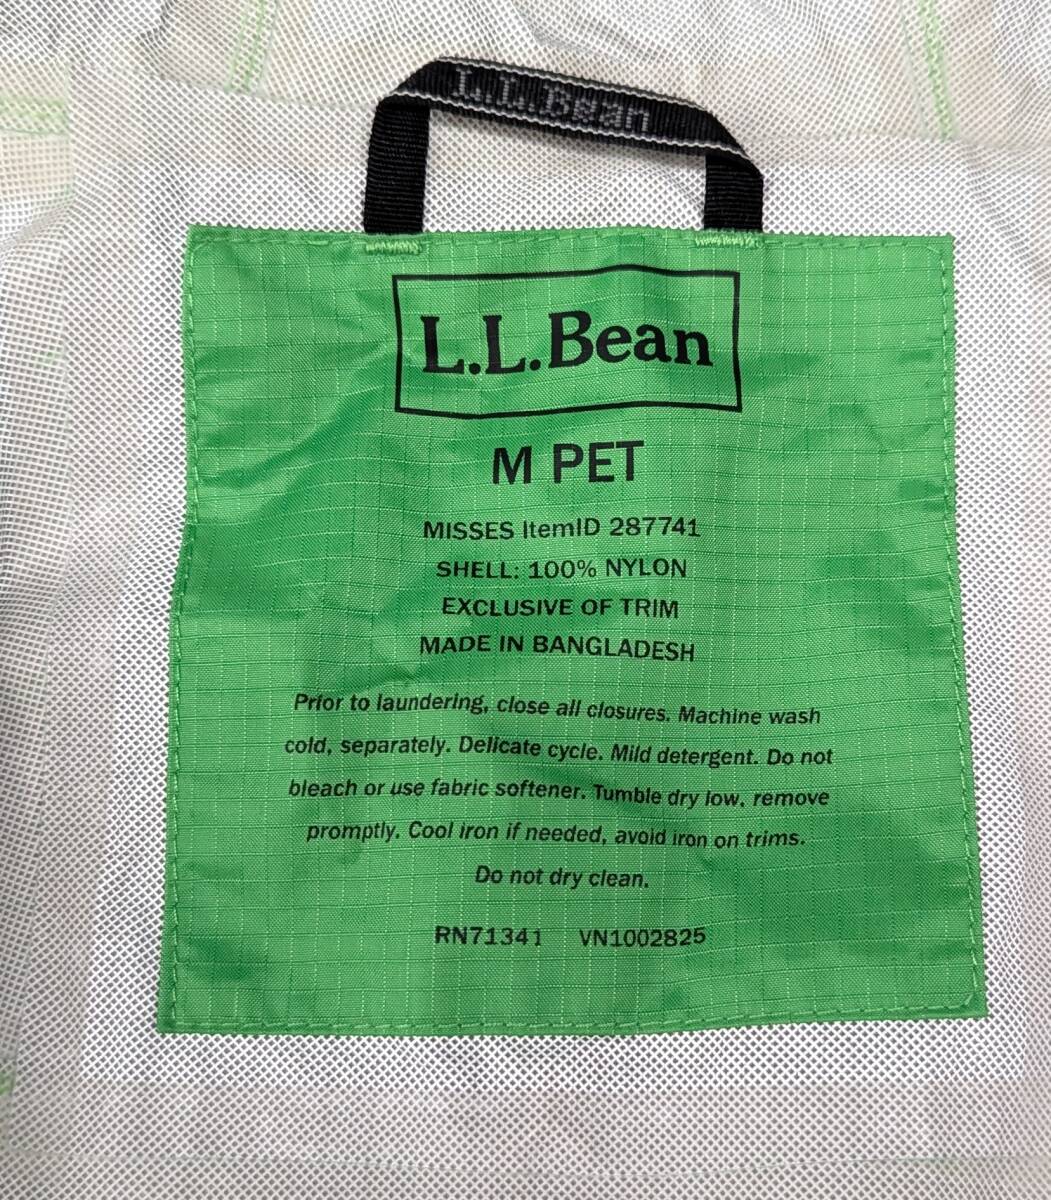 L.L.Bean
L.L.Bean
M PET
MISSES ItemID 287741
SHELL: 100% NYLON
EXCLUSIVE OF TRIM
MADE IN BANGLADESH
Prior to laundering, close all closures. Machine wash
cold, separately. Delicate cycle. Mild detergent. Do not
bleach or use fabric softener. Tumble dry low, remove
promptly. Cool iron if needed, avoid iron on trims.
Do not dry clean.
RN71341 VN1002825